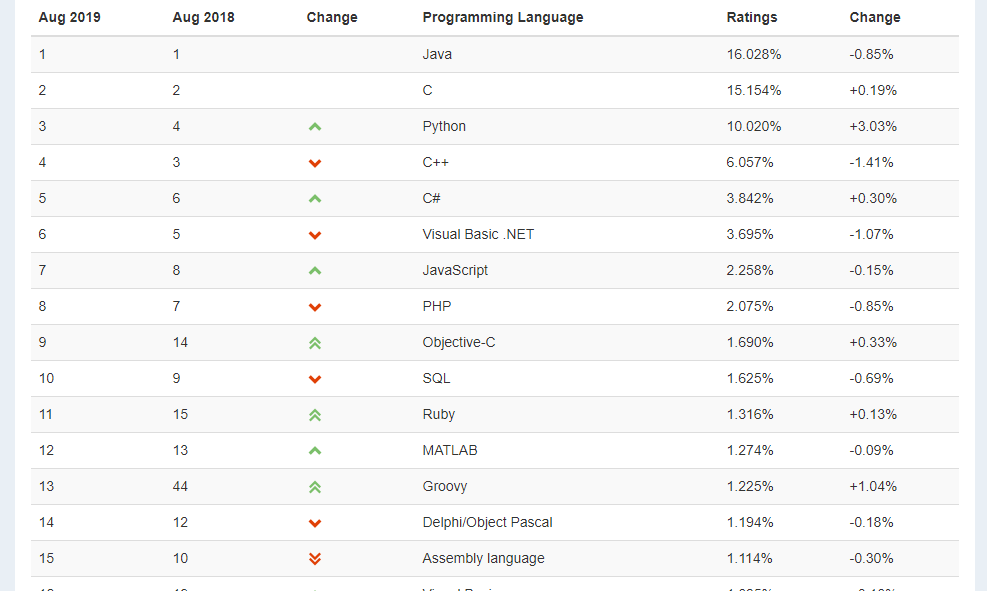 Aug 2019 Aug 2018 Change Programming Language Ratings Change
1 1 Java 16.028% -0.85%
2 2 C 15.154% +0.19%
3 4 Python 10.020% +3.03%
4 3 C++ 6.057% -1.41%
5 6 C# 3.842% +0.30%
6 5 Visual Basic .NET 3.695% -1.07%
7 8 JavaScript 2.258% -0.15%
8 7 PHP 2.075% -0.85%
9 14 Objective-C 1.690% +0.33%
10 9 SQL 1.625% -0.69%
11 15 Ruby 1.316% +0.13%
12 13 MATLAB 1.274% -0.09%
13 44 Groovy 1.225% +1.04%
14 12 Delphi/Object Pascal 1.194% -0.18%
15 10 Assembly language 1.114% -0.30%